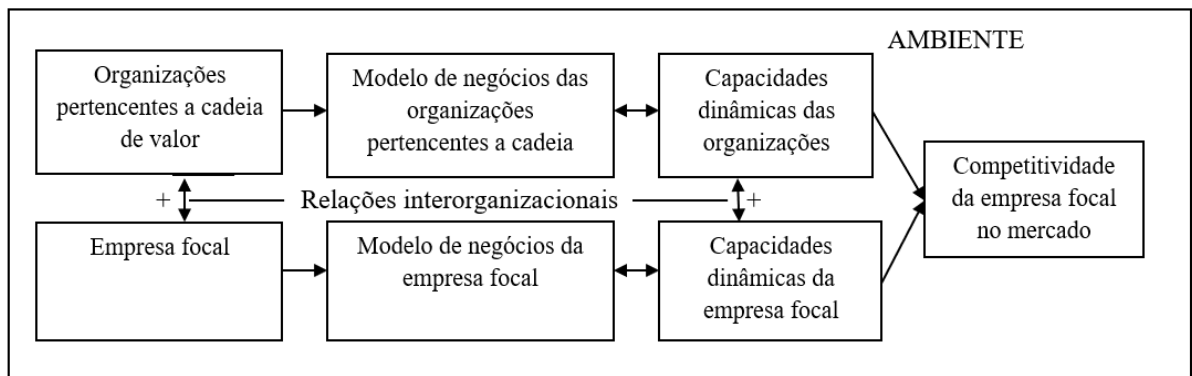 AMBIENTE
Organizações
pertencentes a cadeia
de valor
Modelo de negócios das
organizações
pertencentes a cadeia
Capacidades
dinâmicas das
organizações
Competitividade
da empresa focal
no mercado
+
Relações interorganizacionais
+
Empresa focal
Modelo de negócios da
empresa focal
Capacidades
dinâmicas da
empresa focal